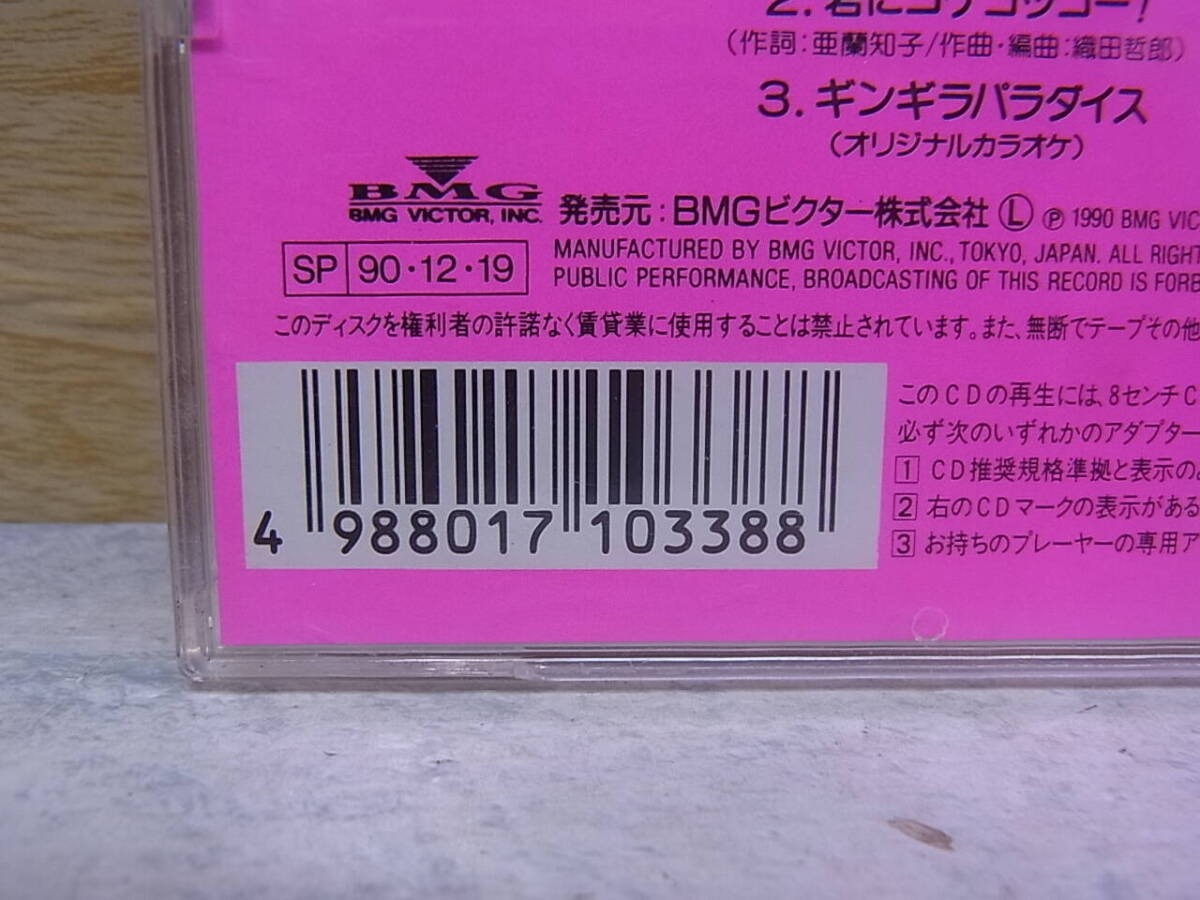 2. 君にコケコッコー!
(作詞:亜蘭知子/作曲・編曲:織田哲郎)
3. ギンギラパラダイス
(オリジナルカラオケ)
BMG
BMG VICTOR, INC.
発売元:BMGビクター株式会社 Ⓛ ℗ 1990 BMG VIC
SP 90・12・19
MANUFACTURED BY BMG VICTOR, INC., TOKYO, JAPAN. ALL RIGHT
PUBLIC PERFORMANCE, BROADCASTING OF THIS RECORD IS FORB
このディスクを権利者の許諾なく賃貸業に使用することは禁止されています。また、無断でテープその他
4 988017 103388
このCDの再生には、8センチC
必ず次のいずれかのアダプター
1 CD推奨規格準拠と表示の
2 右のCDマークの表示がある
3 お持ちのプレーヤーの専用ア